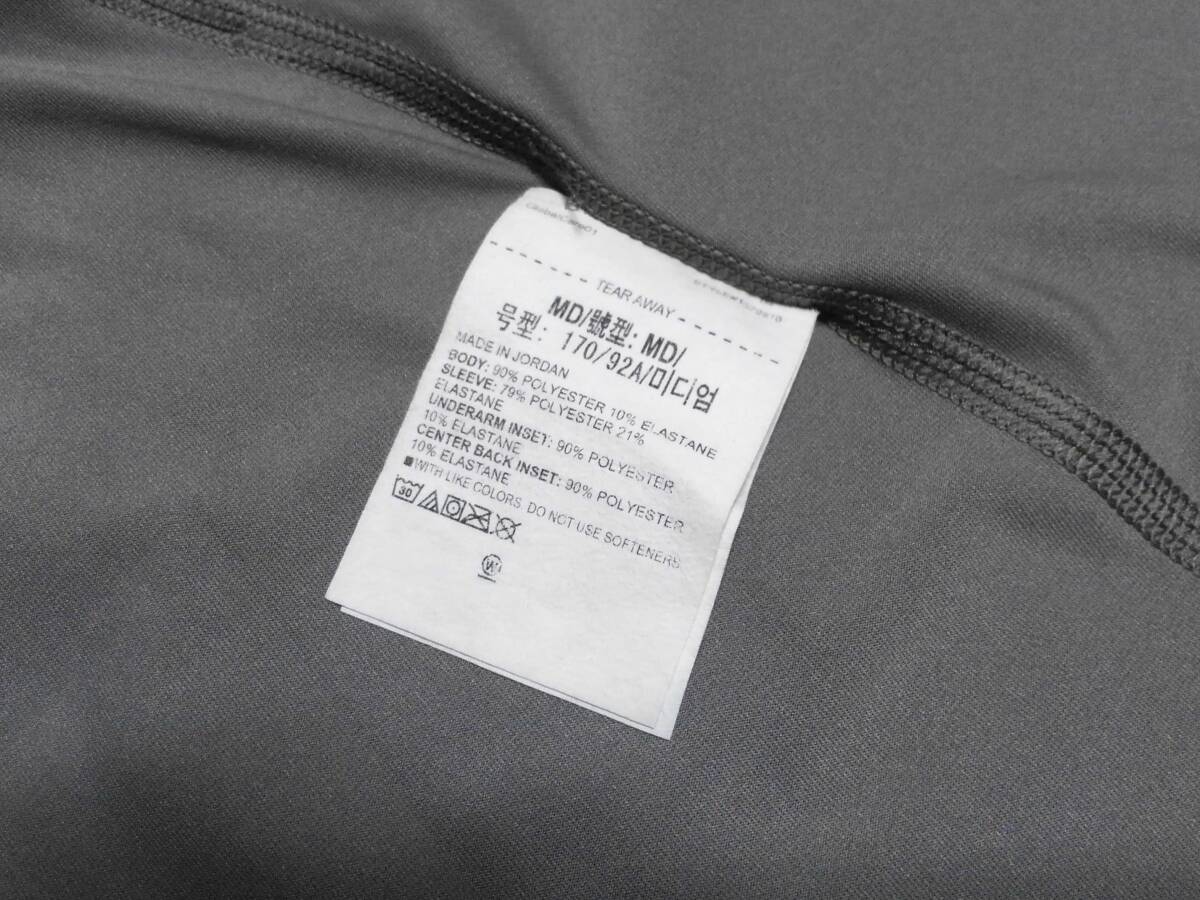 GlobalCare01
TEAR AWAY
MD/號型: MD/
号型: 170/92A/미디엄
MADE IN JORDAN
BODY: 90% POLYESTER 10% ELASTANE
SLEEVE: 79% POLYESTER 21%
ELASTANE
UNDERARM INSET: 90% POLYESTER
10% ELASTANE
CENTER BACK INSET: 90% POLYESTER
10% ELASTANE
■WITH LIKE COLORS. DO NOT USE SOFTENERS
30
W